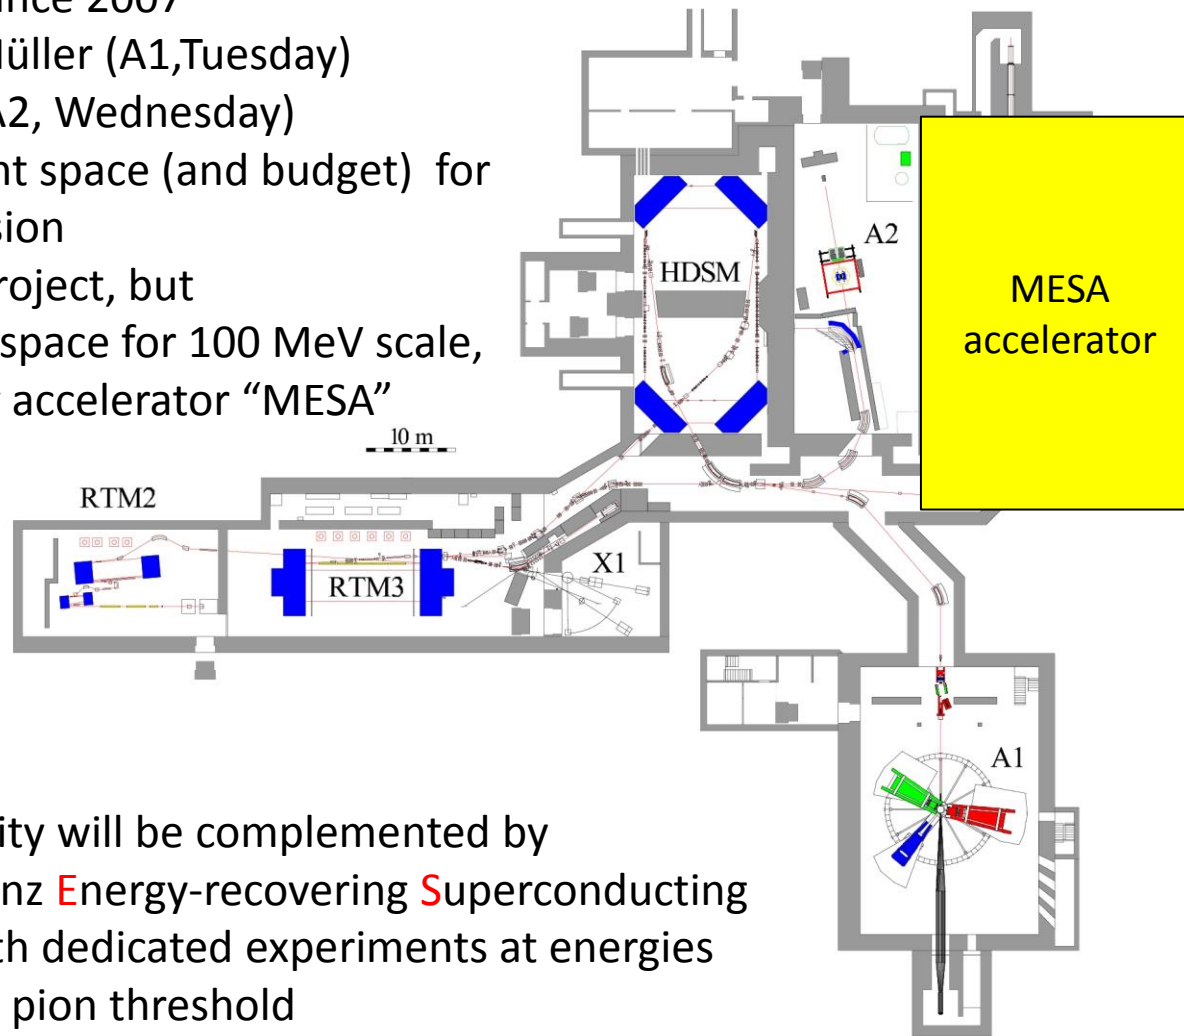 since 2007
Müller (A1,Tuesday)
A2, Wednesday)
nt space (and budget) for
sion
roject, but
space for 100 MeV scale,
accelerator “MESA”
10 m
HDSM
A2
MESA
accelerator
RTM2
RTM3
X1
A1
ity will be complemented by
nz Energy-recovering Superconducting
th dedicated experiments at energies
pion threshold